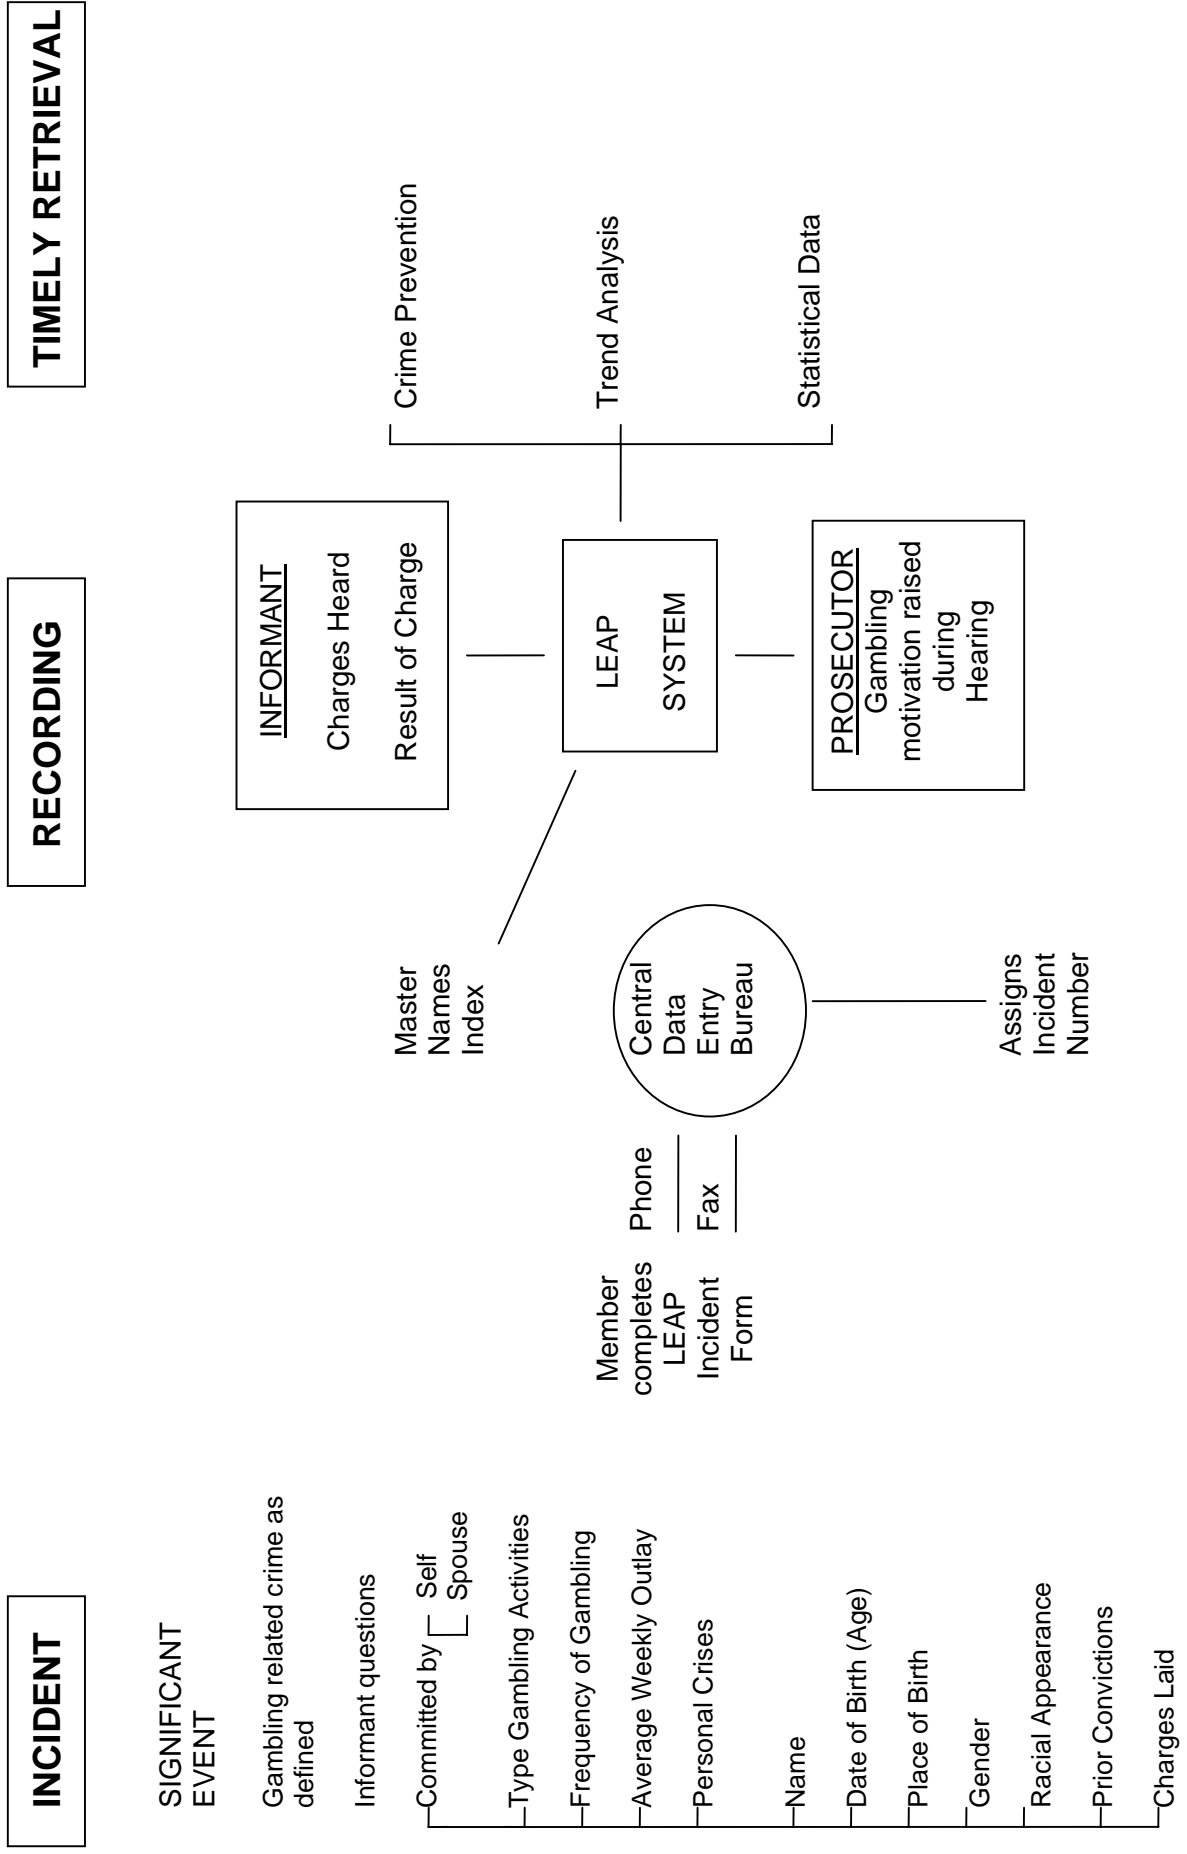 INCIDENT
RECORDING
TIMELY RETRIEVAL
SIGNIFICANT
EVENT
Gambling related crime as
defined
Informant questions
Committed by
Self
Spouse
Type Gambling Activities
Frequency of Gambling
Average Weekly Outlay
Personal Crises
Name
Date of Birth (Age)
Place of Birth
Gender
Racial Appearance
Prior Convictions
Charges Laid
Member
completes
LEAP
Incident
Form
Phone
Fax
Master
Names
Index
Central
Data
Entry
Bureau
Assigns
Incident
Number
INFORMANT
Charges Heard
Result of Charge
LEAP
SYSTEM
PROSECUTOR
Gambling
motivation raised
during
Hearing
Crime Prevention
Trend Analysis
Statistical Data